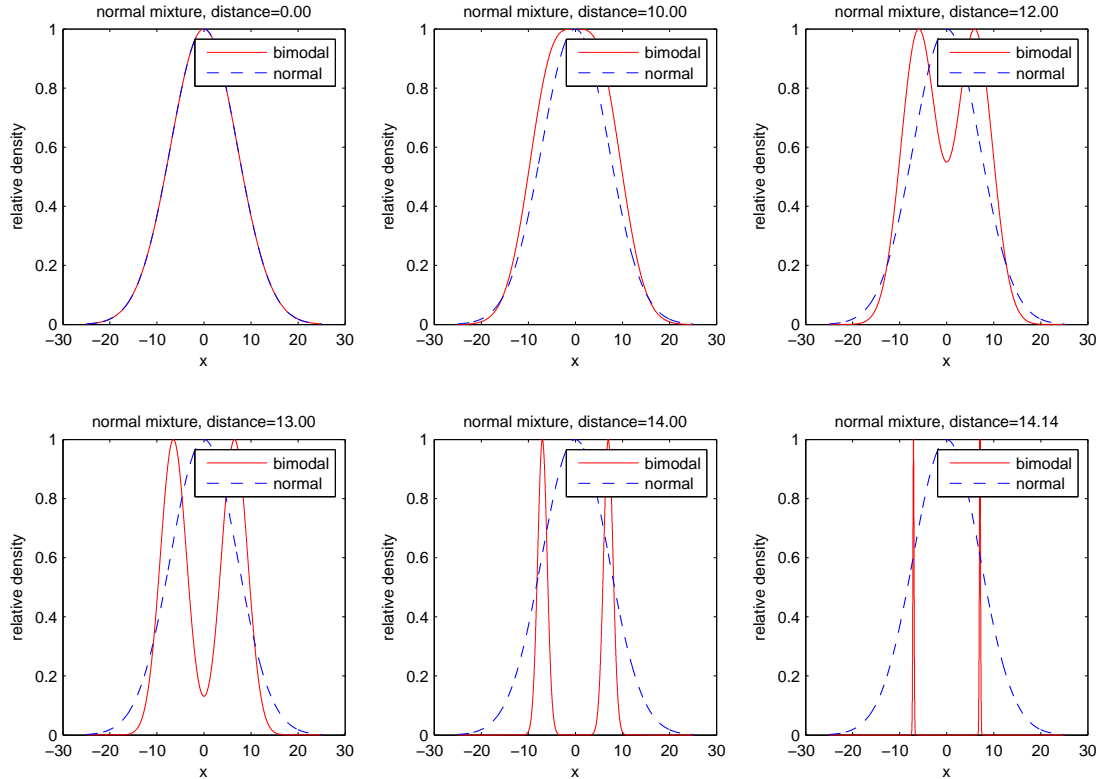 normal mixture, distance=0.00
1
0.8
0.6
0.4
0.2
0
−30 −20 −10 0 10 20 30
x
relative density
bimodal
normal
normal mixture, distance=10.00
1
0.8
0.6
0.4
0.2
0
−30 −20 −10 0 10 20 30
x
relative density
bimodal
normal
normal mixture, distance=12.00
1
0.8
0.6
0.4
0.2
0
−30 −20 −10 0 10 20 30
x
relative density
bimodal
normal
normal mixture, distance=13.00
1
0.8
0.6
0.4
0.2
0
−30 −20 −10 0 10 20 30
x
relative density
bimodal
normal
normal mixture, distance=14.00
1
0.8
0.6
0.4
0.2
0
−30 −20 −10 0 10 20 30
x
relative density
bimodal
normal
normal mixture, distance=14.14
1
0.8
0.6
0.4
0.2
0
−30 −20 −10 0 10 20 30
x
relative density
bimodal
normal